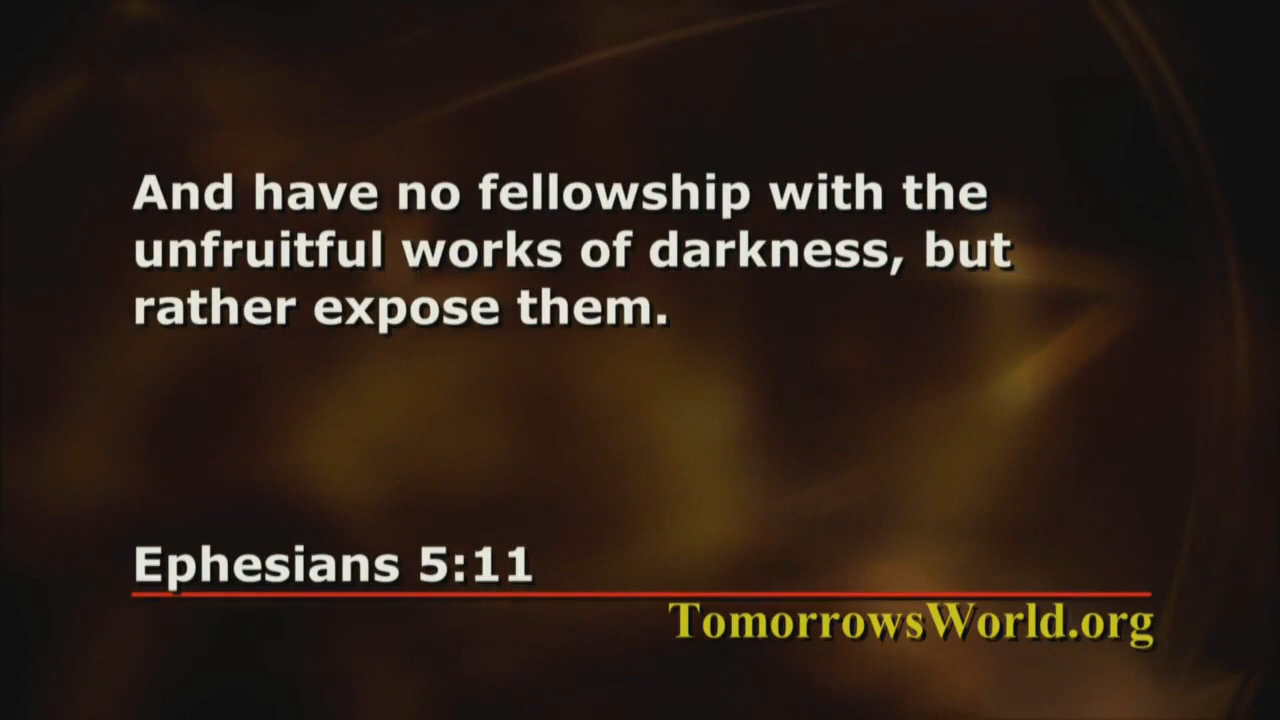 And have no fellowship with the
unfruitful works of darkness, but
rather expose them.
Ephesians 5:11
TomorrowsWorld.org